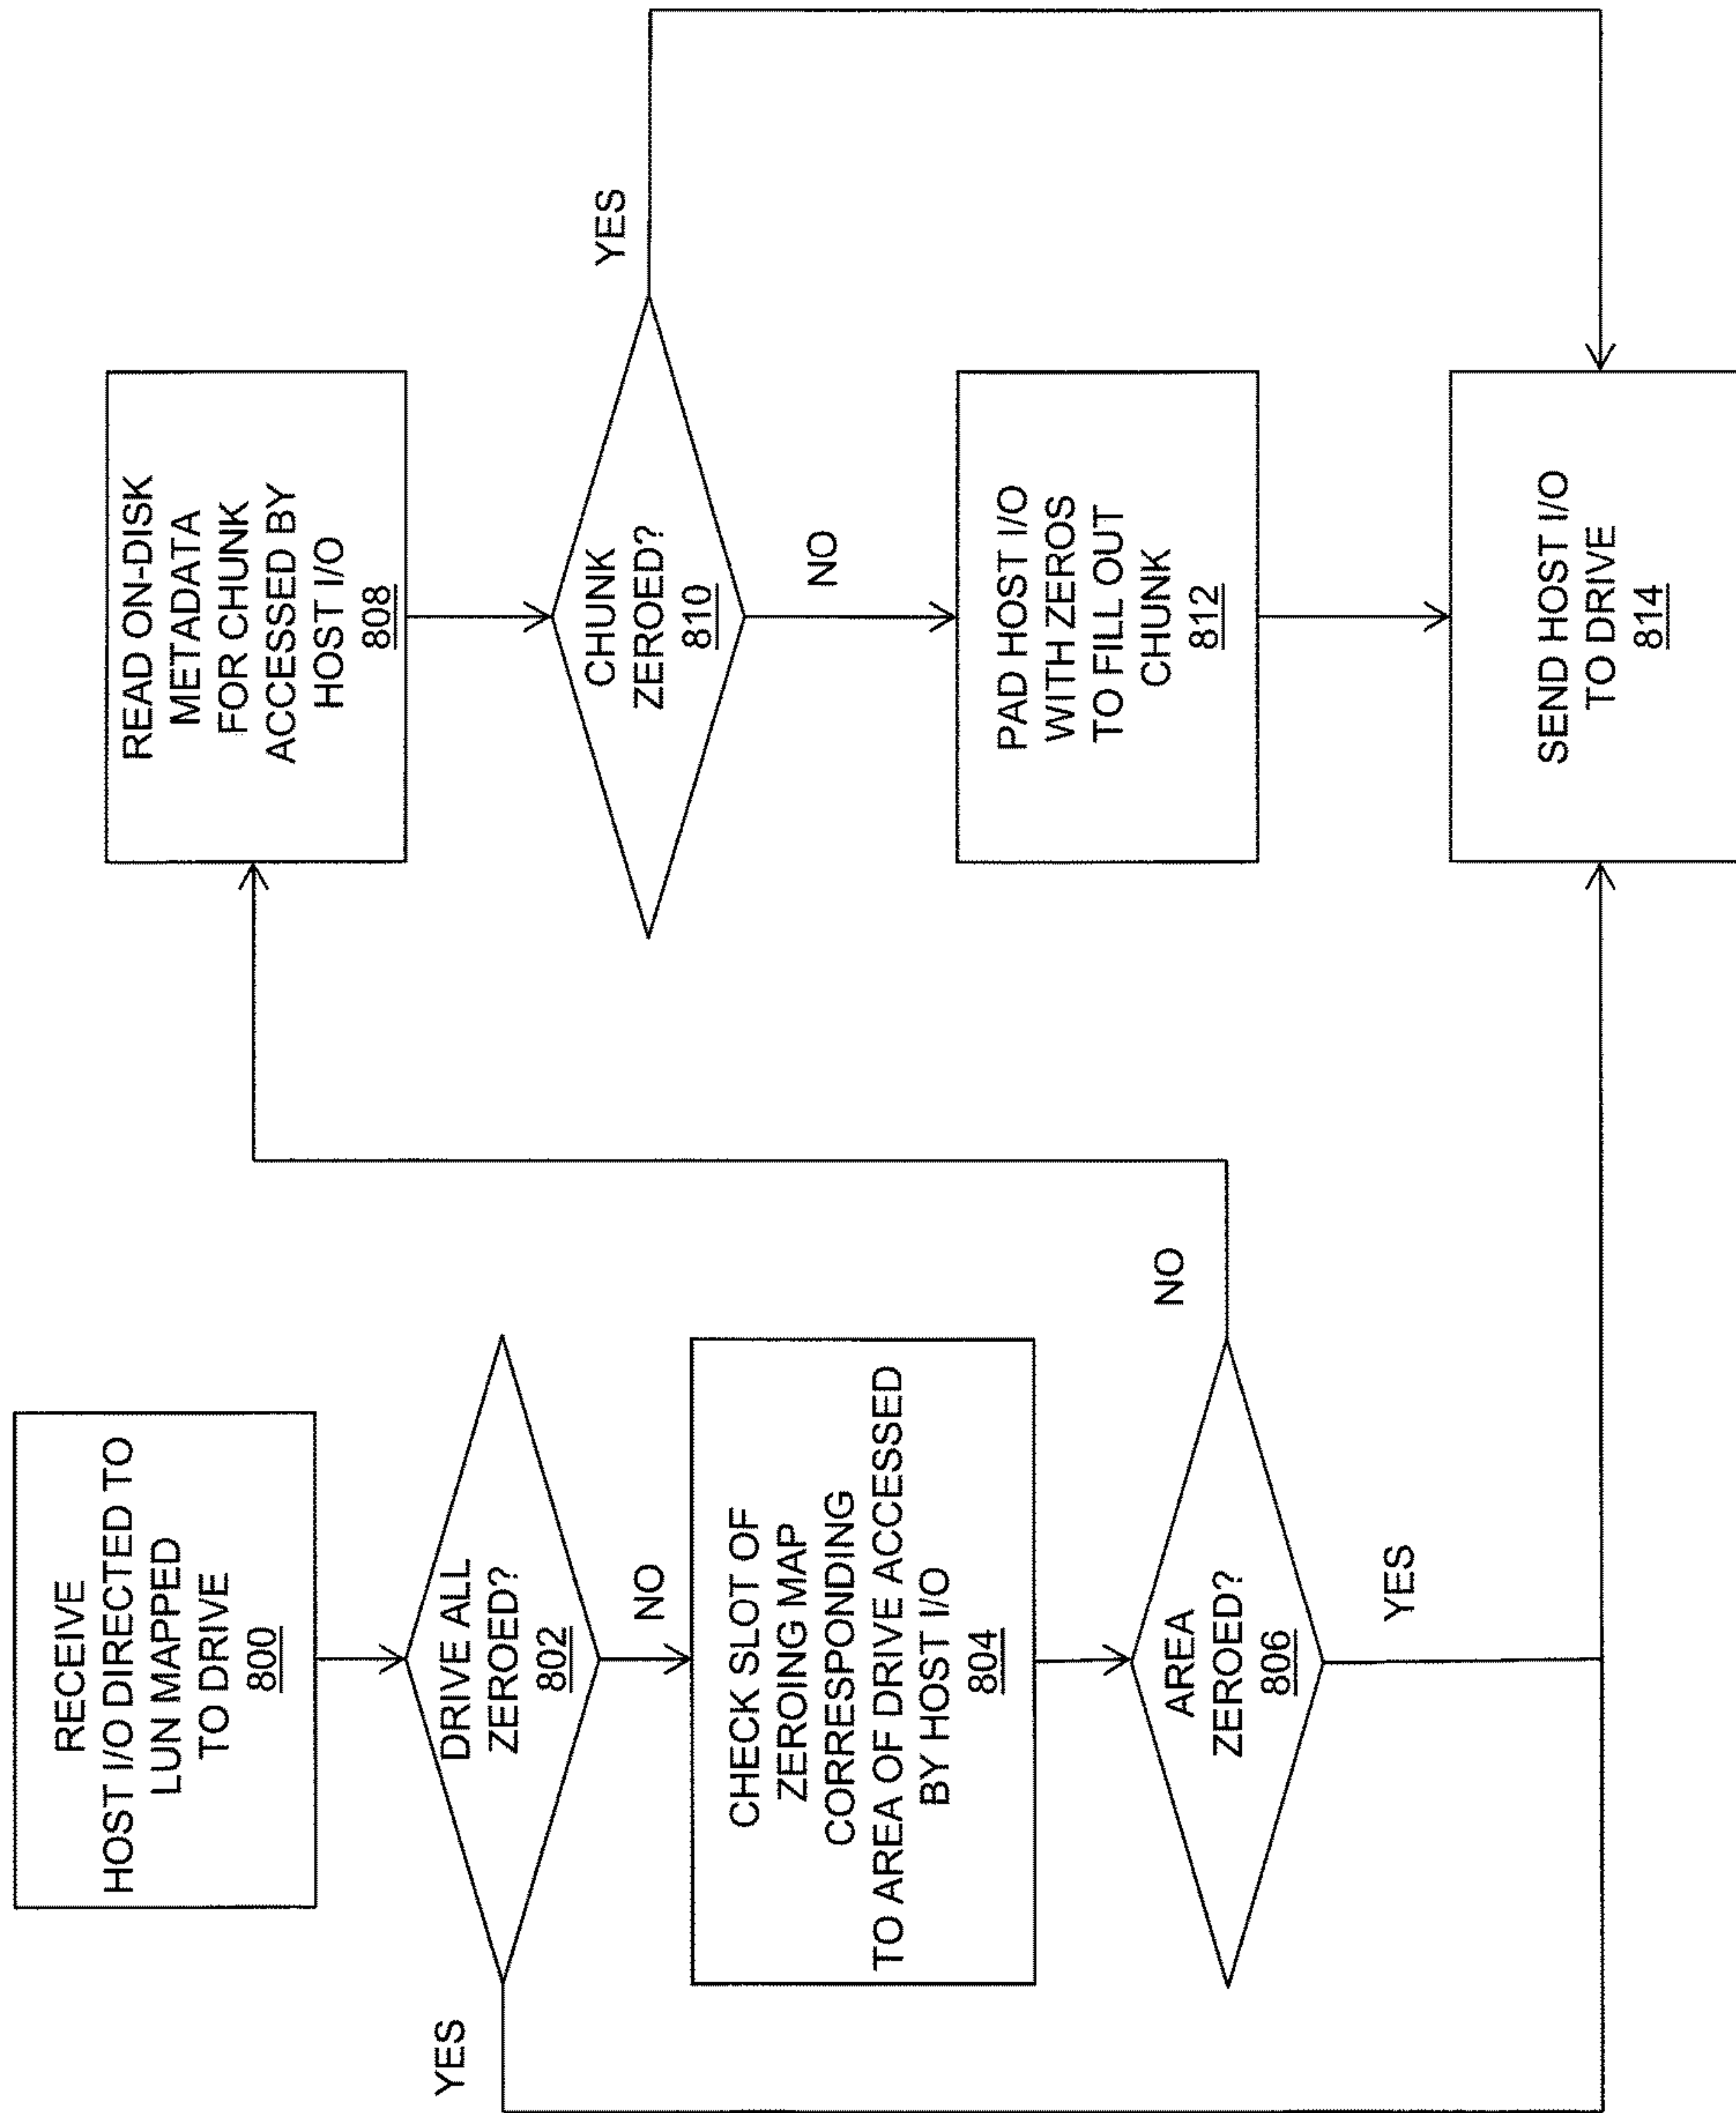 RECEIVE
HOST I/O DIRECTED TO
LUN MAPPED
TO DRIVE
800
DRIVE ALL
ZEROED?
802
YES
NO
CHECK SLOT OF
ZEROING MAP
CORRESPONDING
TO AREA OF DRIVE ACCESSED
BY HOST I/O
804
AREA
ZEROED?
806
NO
YES
READ ON-DISK
METADATA
FOR CHUNK
ACCESSED BY
HOST I/O
808
CHUNK
ZEROED?
810
YES
NO
PAD HOST I/O
WITH ZEROS
TO FILL OUT
CHUNK
812
SEND HOST I/O
TO DRIVE
814